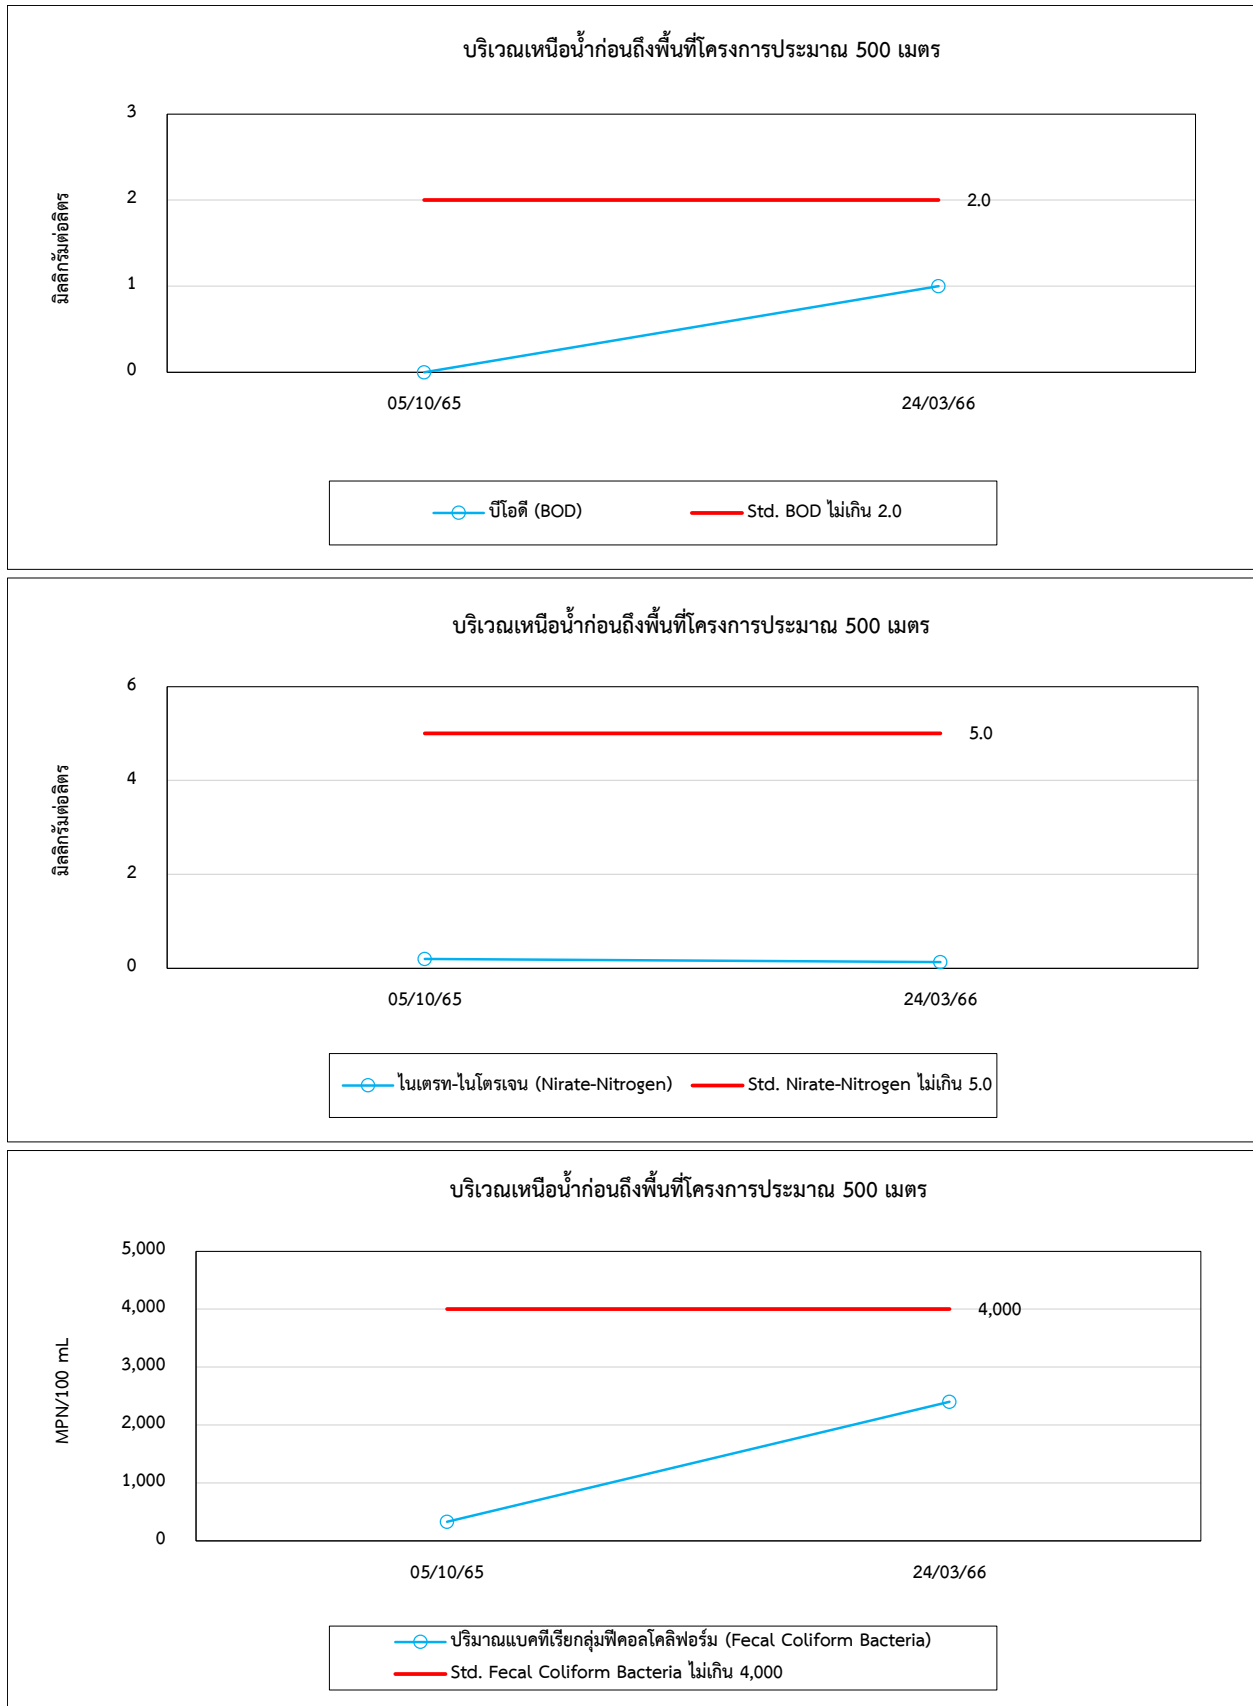 บริเวณเหนือน้ำก่อนถึงพื้นที่โครงการประมาณ 500 เมตร
3
2
1
0
มิลลิกรัมต่อลิตร
2.0
05/10/65 24/03/66
บีโอดี (BOD) Std. BOD ไม่เกิน 2.0
บริเวณเหนือน้ำก่อนถึงพื้นที่โครงการประมาณ 500 เมตร
6
4
2
0
มิลลิกรัมต่อลิตร
5.0
05/10/65 24/03/66
ไนเตรท-ไนโตรเจน (Nirate-Nitrogen) Std. Nirate-Nitrogen ไม่เกิน 5.0
บริเวณเหนือน้ำก่อนถึงพื้นที่โครงการประมาณ 500 เมตร
5,000
4,000
3,000
2,000
1,000
0
MPN/100 mL
4,000
05/10/65 24/03/66
ปริมาณแบคทีเรียกลุ่มฟีคอลโคลิฟอร์ม (Fecal Coliform Bacteria)
Std. Fecal Coliform Bacteria ไม่เกิน 4,000